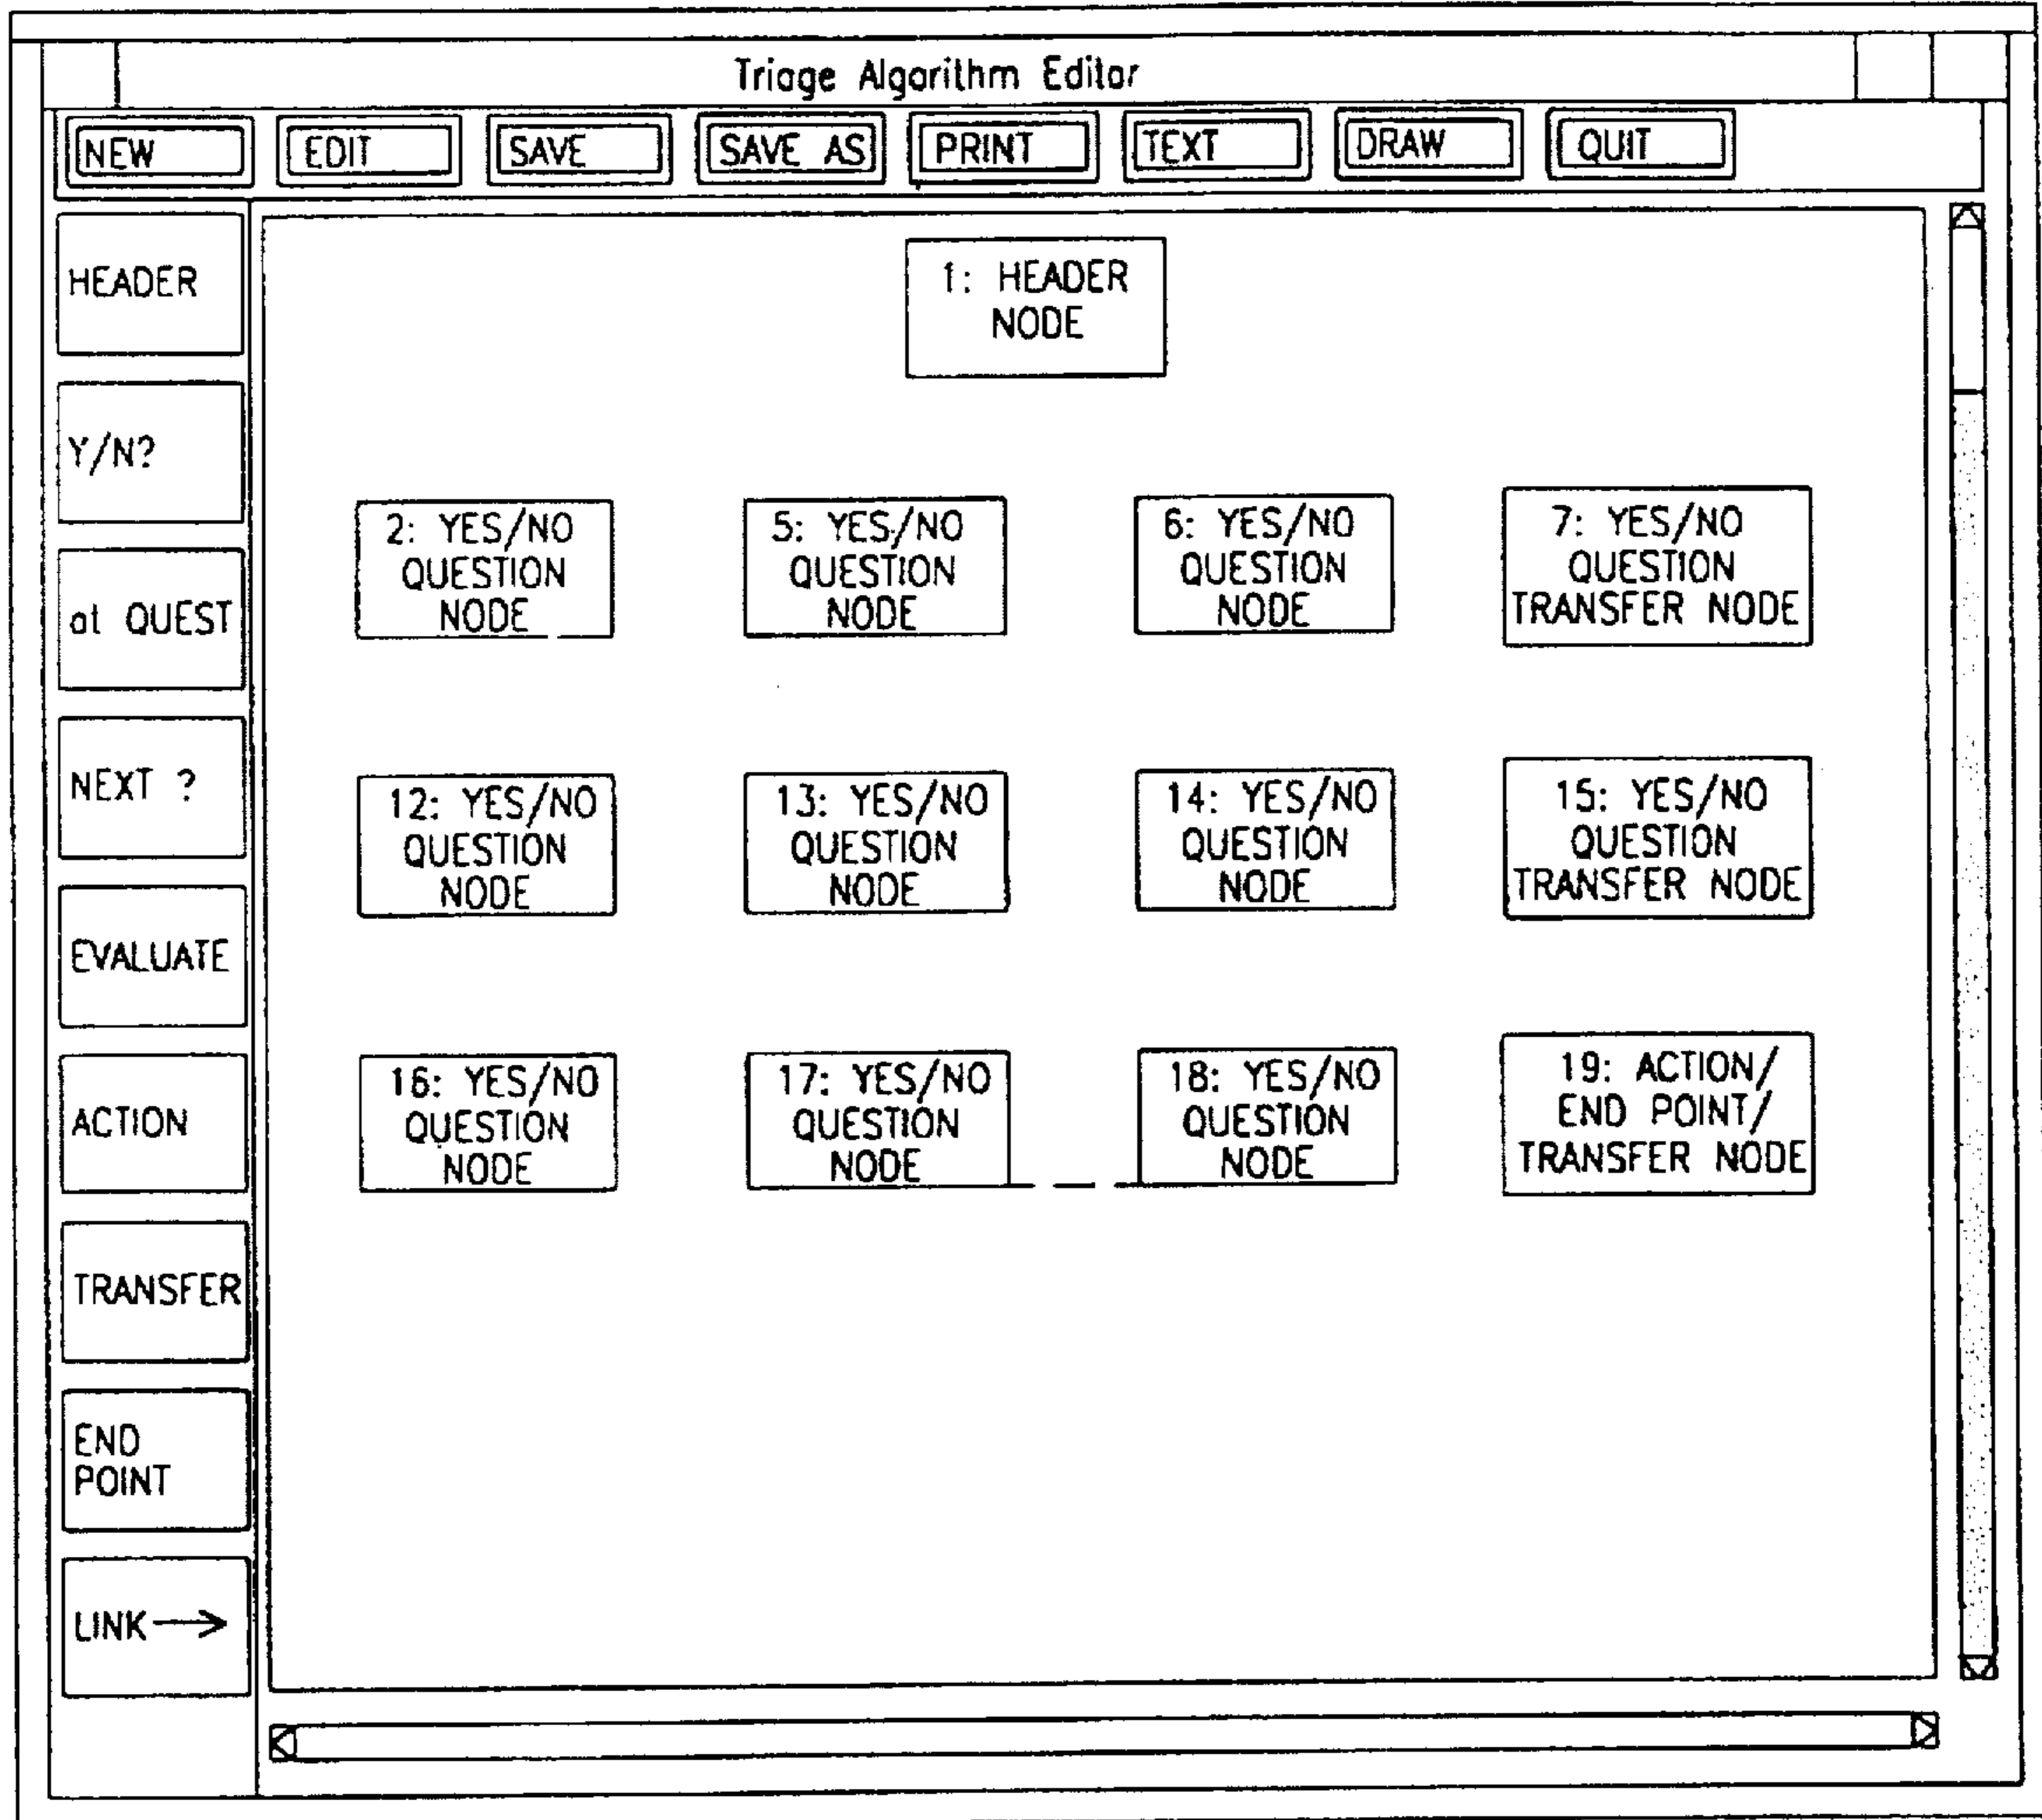 Triage Algorithm Editor
NEW EDIT SAVE SAVE AS PRINT TEXT DRAW QUIT
HEADER
Y/N?
at QUEST
NEXT ?
EVALUATE
ACTION
TRANSFER
END
POINT
LINK→
1: HEADER
NODE
2: YES/NO
QUESTION
NODE
5: YES/NO
QUESTION
NODE
6: YES/NO
QUESTION
NODE
7: YES/NO
QUESTION
TRANSFER NODE
12: YES/NO
QUESTION
NODE
13: YES/NO
QUESTION
NODE
14: YES/NO
QUESTION
NODE
15: YES/NO
QUESTION
TRANSFER NODE
16: YES/NO
QUESTION
NODE
17: YES/NO
QUESTION
NODE
18: YES/NO
QUESTION
NODE
19: ACTION/
END POINT/
TRANSFER NODE